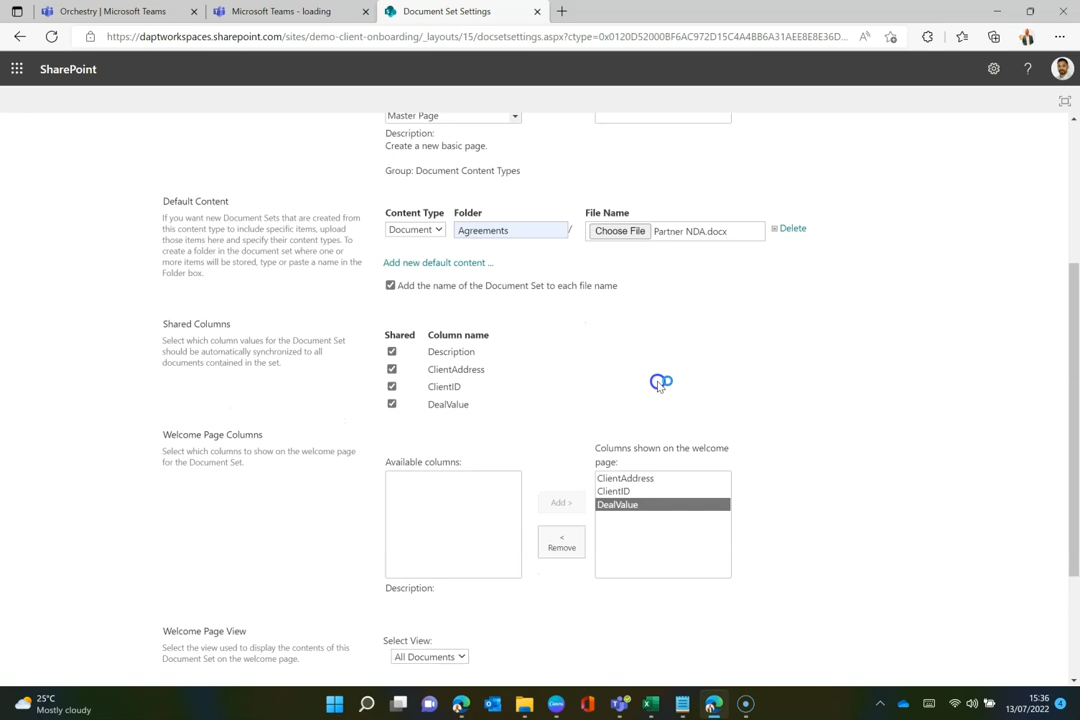 Orchestry | Microsoft Teams
Microsoft Teams - loading
Document Set Settings
https://daptworkspaces.sharepoint.com/sites/demo-client-onboarding/_layouts/15/docsetsettings.aspx?ctype=0x0120D52000BF6AC972D15C4A4BB6A31AEE8E8E36D...
SharePoint
Master Page
Description:
Create a new basic page.
Group: Document Content Types
Default Content
If you want new Document Sets that are created from
this content type to include specific items, upload
those items here and specify their content types. To
create a folder in the document set where one or
more items will be stored, type or paste a name in the
Folder box.
Content Type Folder File Name
Document Agreements / Choose File Partner NDA.docx Delete
Add new default content ...
Add the name of the Document Set to each file name
Shared Columns
Select which column values for the Document Set
should be automatically synchronized to all
documents contained in the set.
Shared Column name
Description
ClientAddress
ClientID
DealValue
Welcome Page Columns
Select which columns to show on the welcome page
for the Document Set.
Available columns:
Columns shown on the welcome
page:
ClientAddress
ClientID
DealValue
Add >
<
Remove
Description:
Welcome Page View
Select the view used to display the contents of this
Document Set on the welcome page.
Select View:
All Documents
25°C
Mostly cloudy
15:36
13/07/2022
4